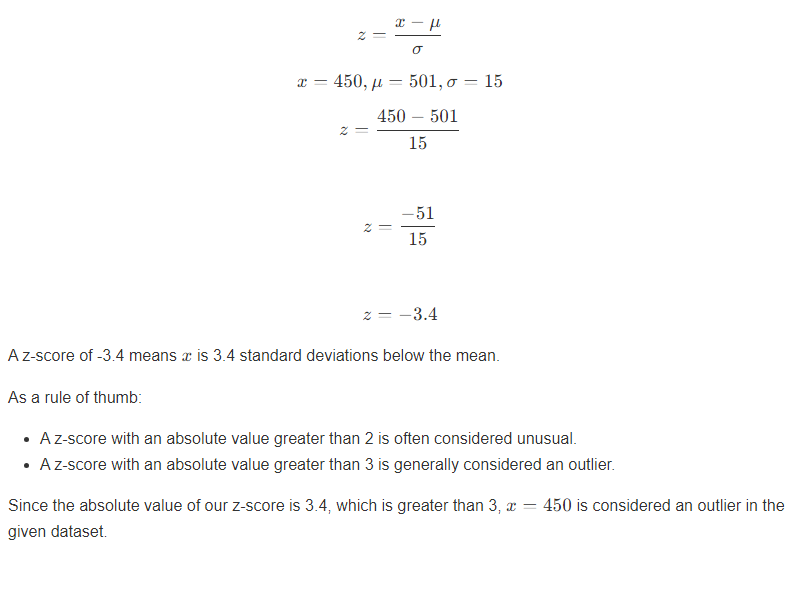 z = \frac{x − μ}{σ}
x = 450, μ = 501, σ = 15
z = \frac{450 − 501}{15}
z = \frac{−51}{15}
z = −3.4
A z-score of -3.4 means x is 3.4 standard deviations below the mean.
As a rule of thumb:
• A z-score with an absolute value greater than 2 is often considered unusual.
• A z-score with an absolute value greater than 3 is generally considered an outlier.
Since the absolute value of our z-score is 3.4, which is greater than 3, x = 450 is considered an outlier in the
given dataset.